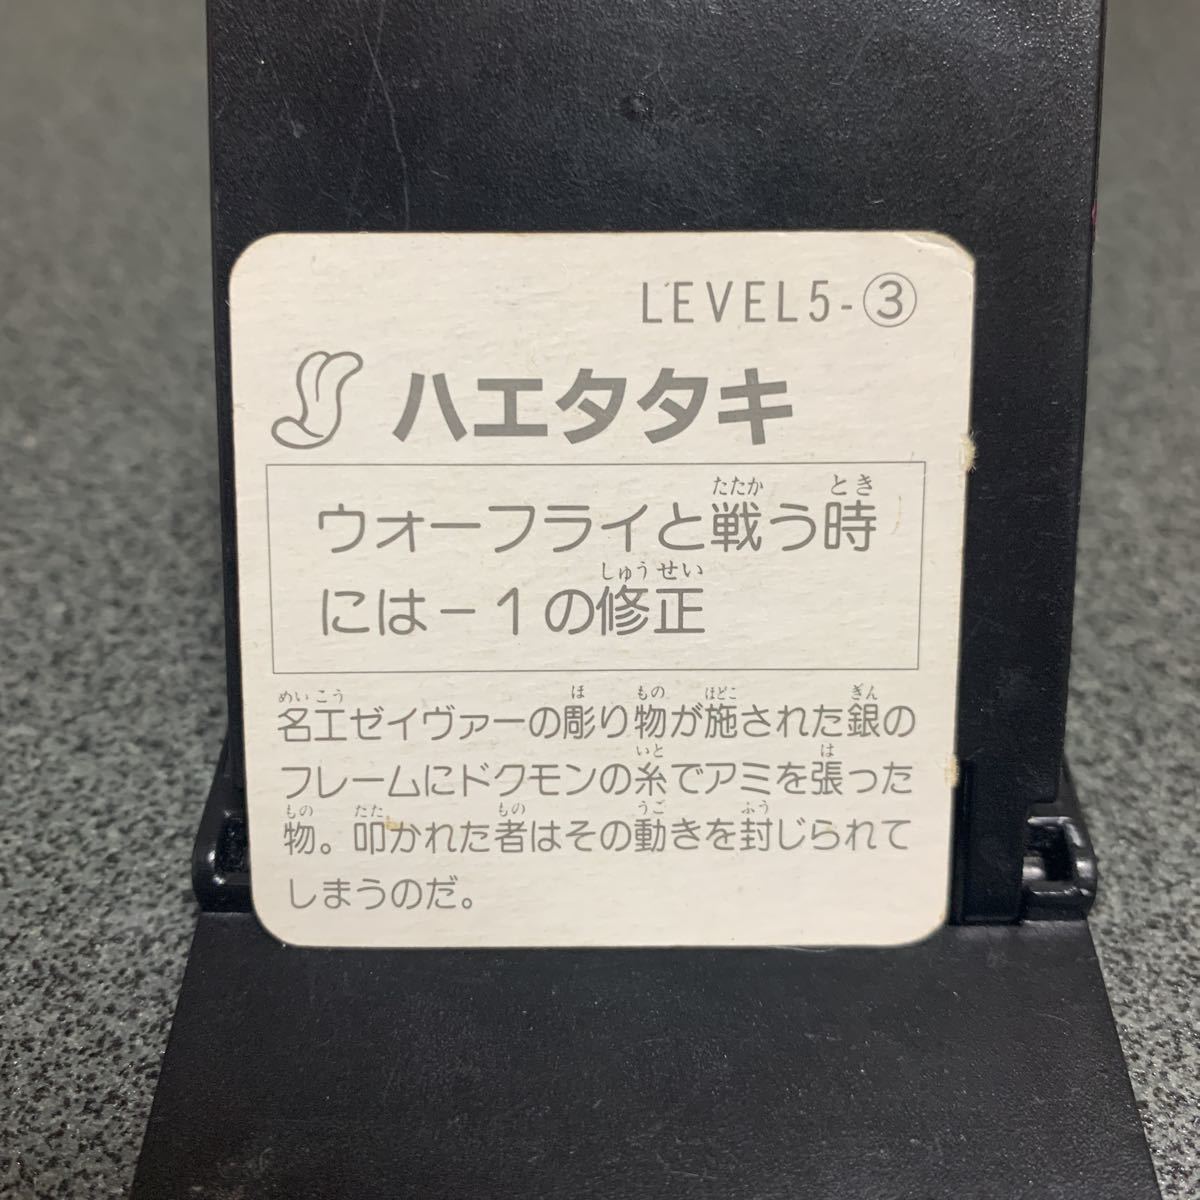 LEVEL5-③
ハエタタキ
たたか とき
ウォーフライと戦う時
しゅうせい
には－１の修正
めいこう ほ もの ほどこ ぎん
名工ゼイヴァーの彫り物が施された銀の
いと は
フレームにドクモンの糸でアミを張った
もの たた もの うご ふう
物。叩かれた者はその動きを封じられて
しまうのだ。